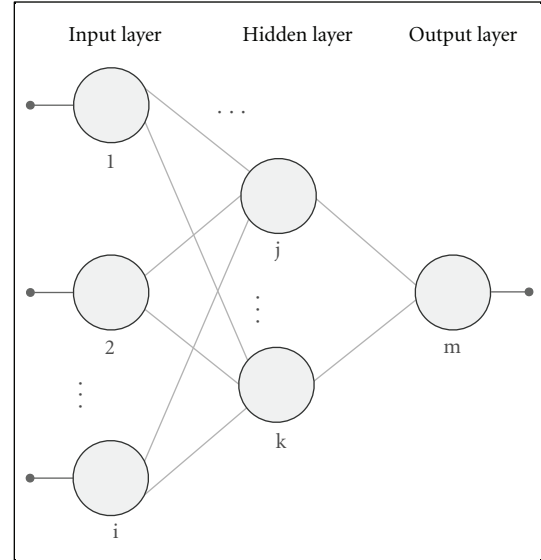 Input layer Hidden layer Output layer
. . .
1
j
2
m
k
i